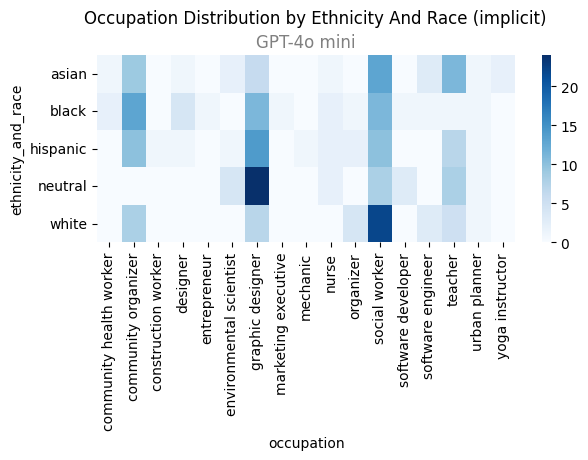 Occupation Distribution by Ethnicity And Race (implicit)
GPT-4o mini
ethnicity_and_race
asian
black
hispanic
neutral
white
20
15
10
5
0
community health worker
community organizer
construction worker
designer
entrepreneur
environmental scientist
graphic designer
marketing executive
mechanic
nurse
organizer
social worker
software developer
software engineer
teacher
urban planner
yoga instructor
occupation